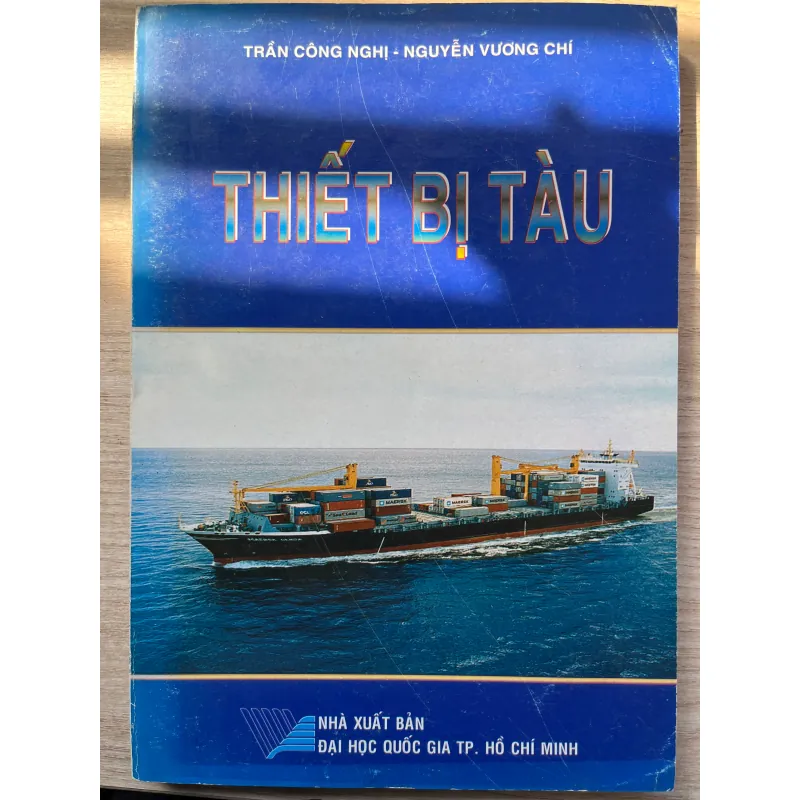 TRẦN CÔNG NGHỊ - NGUYỄN VƯƠNG CHÍ
THIẾT BỊ TÀU
MAERSK
NHÀ XUẤT BẢN
ĐẠI HỌC QUỐC GIA TP. HỒ CHÍ MINH